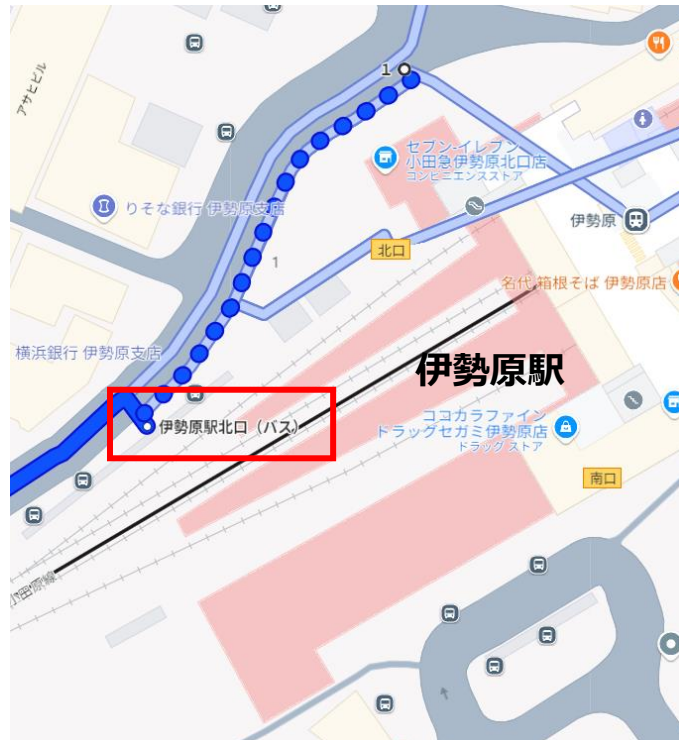 アサヒビル
1
セブン-イレブン
小田急伊勢原北口店
コンビニエンスストア
りそな銀行 伊勢原支店
伊勢原
北口
1
名代 箱根そば 伊勢原店
横浜銀行 伊勢原支店
伊勢原駅
伊勢原駅北口（バス）
ココカラファイン
ドラッグセガミ伊勢原店
ドラッグ ストア
南口
小田原線